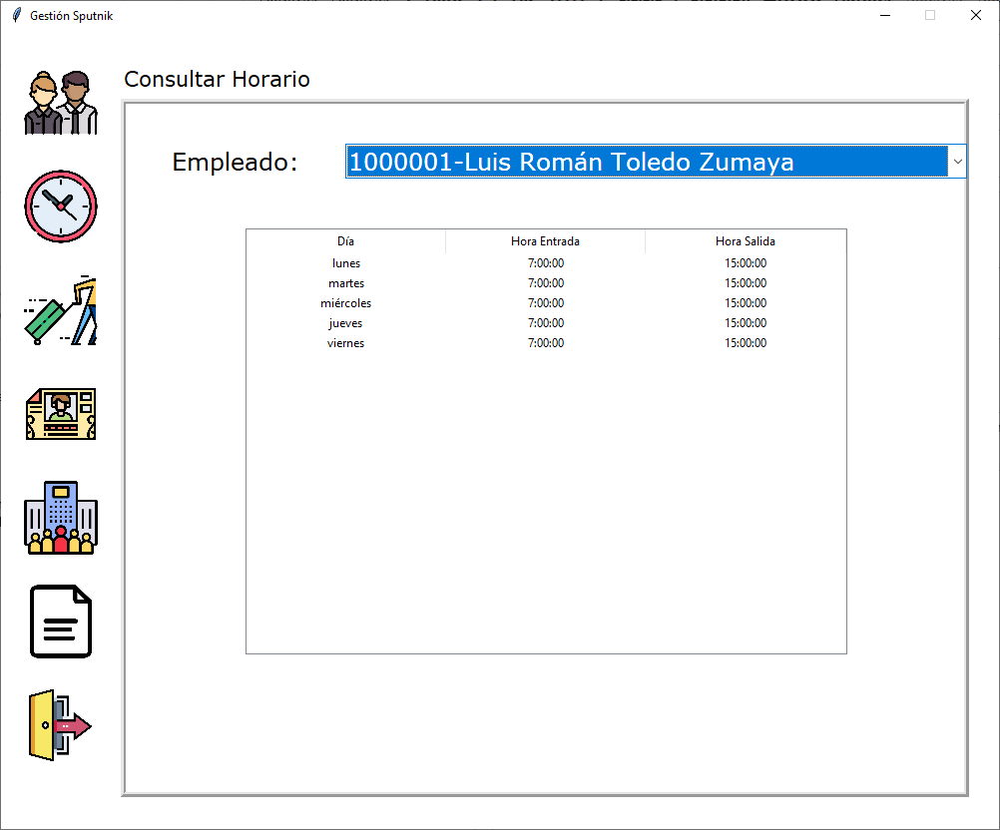 Gestión Sputnik
Consultar Horario
Empleado: 1000001-Luis Román Toledo Zumaya
Día Hora Entrada Hora Salida
lunes 7:00:00 15:00:00
martes 7:00:00 15:00:00
miércoles 7:00:00 15:00:00
jueves 7:00:00 15:00:00
viernes 7:00:00 15:00:00